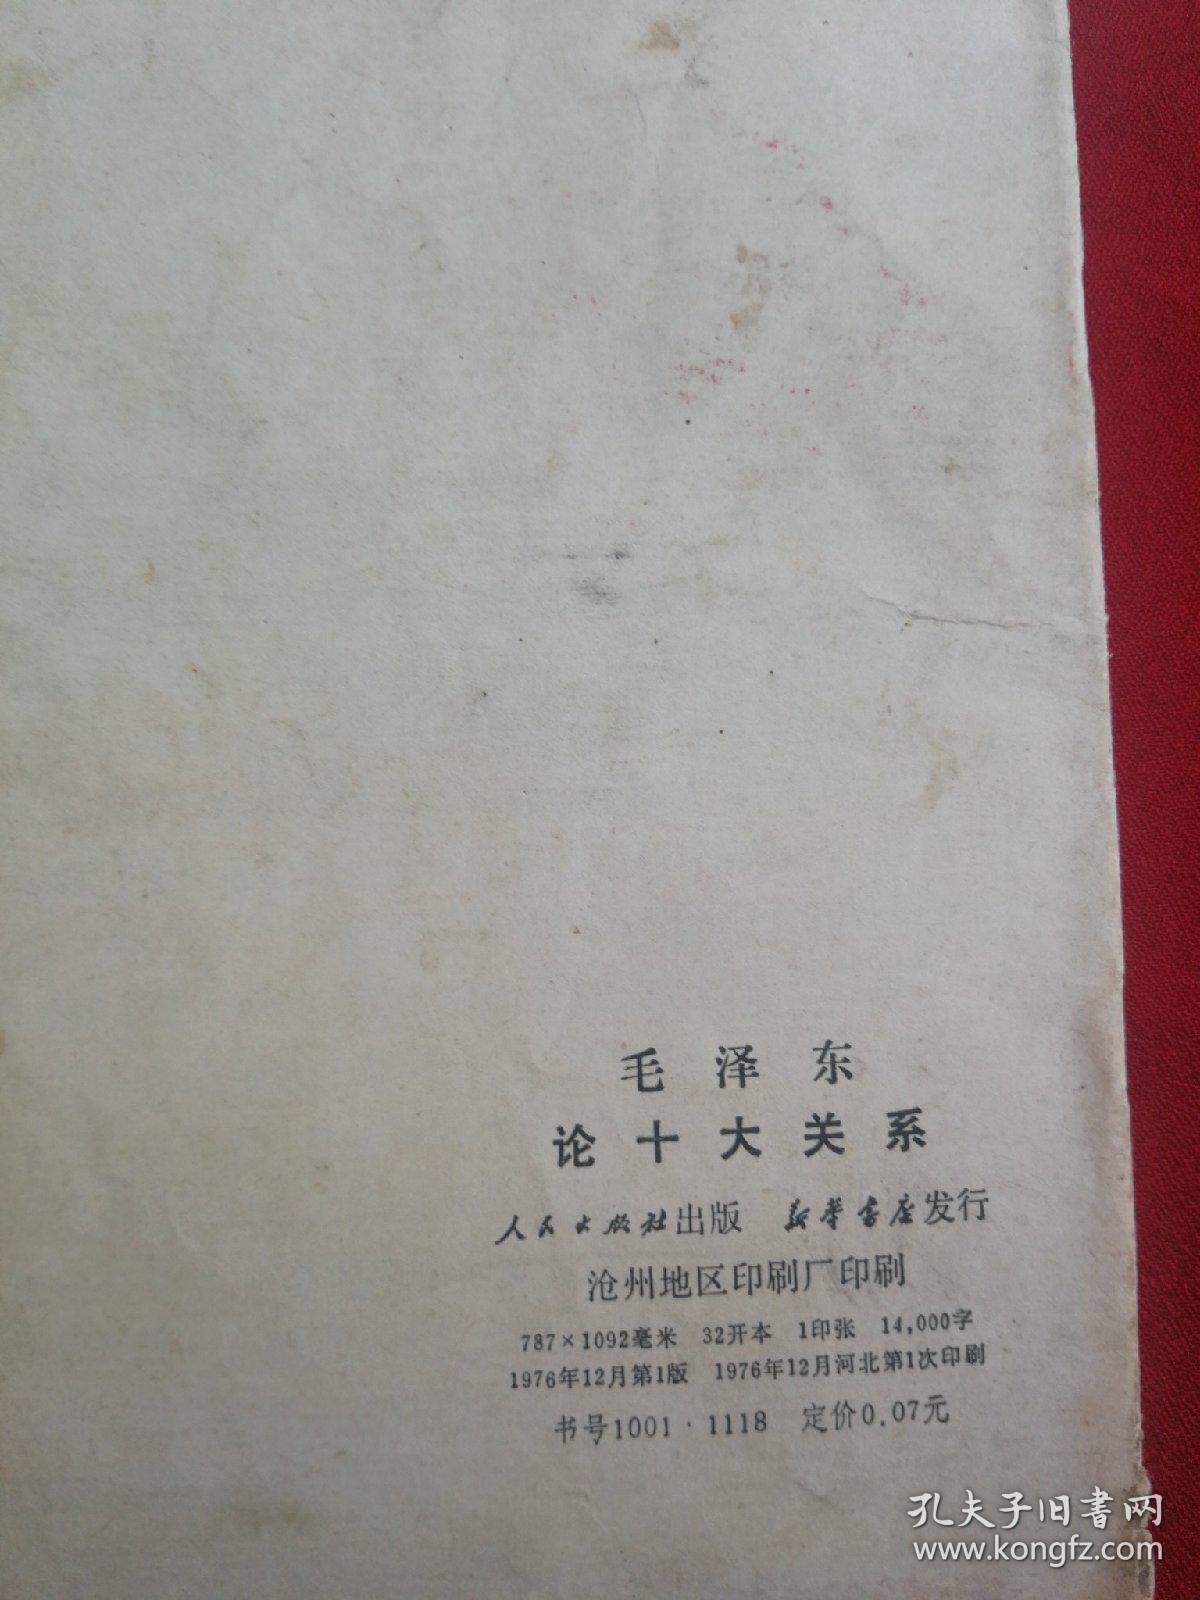 毛泽东
论十大关系
人民出版社出版 新华书店发行
沧州地区印刷厂印刷
787×1092毫米 32开本 1印张 14,000字
1976年12月第1版 1976年12月河北第1次印刷
书号1001·1118 定价0.07元
孔夫子旧书网
www.kongfz.com